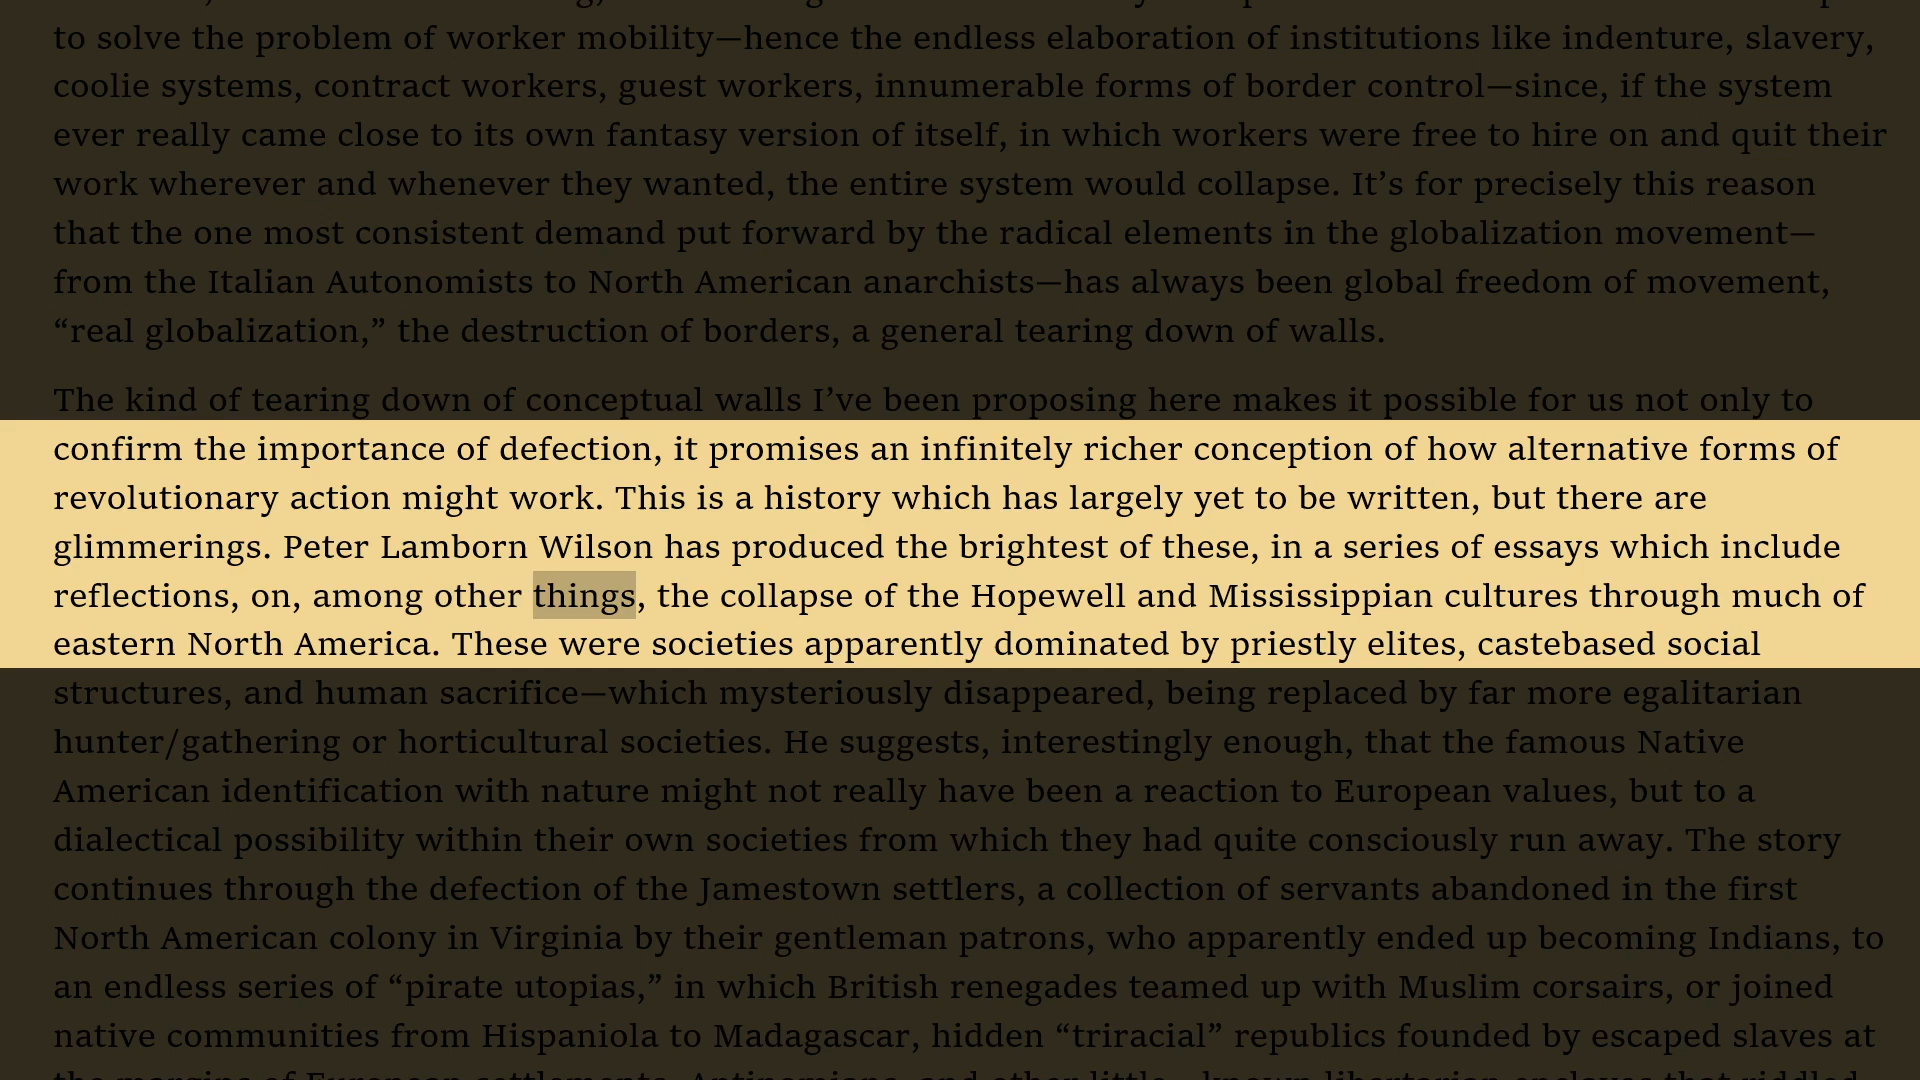 to solve the problem of worker mobility—hence the endless elaboration of institutions like indenture, slavery,
coolie systems, contract workers, guest workers, innumerable forms of border control—since, if the system
ever really came close to its own fantasy version of itself, in which workers were free to hire on and quit their
work wherever and whenever they wanted, the entire system would collapse. It’s for precisely this reason
that the one most consistent demand put forward by the radical elements in the globalization movement—
from the Italian Autonomists to North American anarchists—has always been global freedom of movement,
“real globalization,” the destruction of borders, a general tearing down of walls.
The kind of tearing down of conceptual walls I’ve been proposing here makes it possible for us not only to
confirm the importance of defection, it promises an infinitely richer conception of how alternative forms of
revolutionary action might work. This is a history which has largely yet to be written, but there are
glimmerings. Peter Lamborn Wilson has produced the brightest of these, in a series of essays which include
reflections, on, among other things, the collapse of the Hopewell and Mississippian cultures through much of
eastern North America. These were societies apparently dominated by priestly elites, castebased social
structures, and human sacrifice—which mysteriously disappeared, being replaced by far more egalitarian
hunter/gathering or horticultural societies. He suggests, interestingly enough, that the famous Native
American identification with nature might not really have been a reaction to European values, but to a
dialectical possibility within their own societies from which they had quite consciously run away. The story
continues through the defection of the Jamestown settlers, a collection of servants abandoned in the first
North American colony in Virginia by their gentleman patrons, who apparently ended up becoming Indians, to
an endless series of “pirate utopias,” in which British renegades teamed up with Muslim corsairs, or joined
native communities from Hispaniola to Madagascar, hidden “triracial” republics founded by escaped slaves at
the margins of European settlements, Antinomians, and other little-known libertarian enclaves that riddled